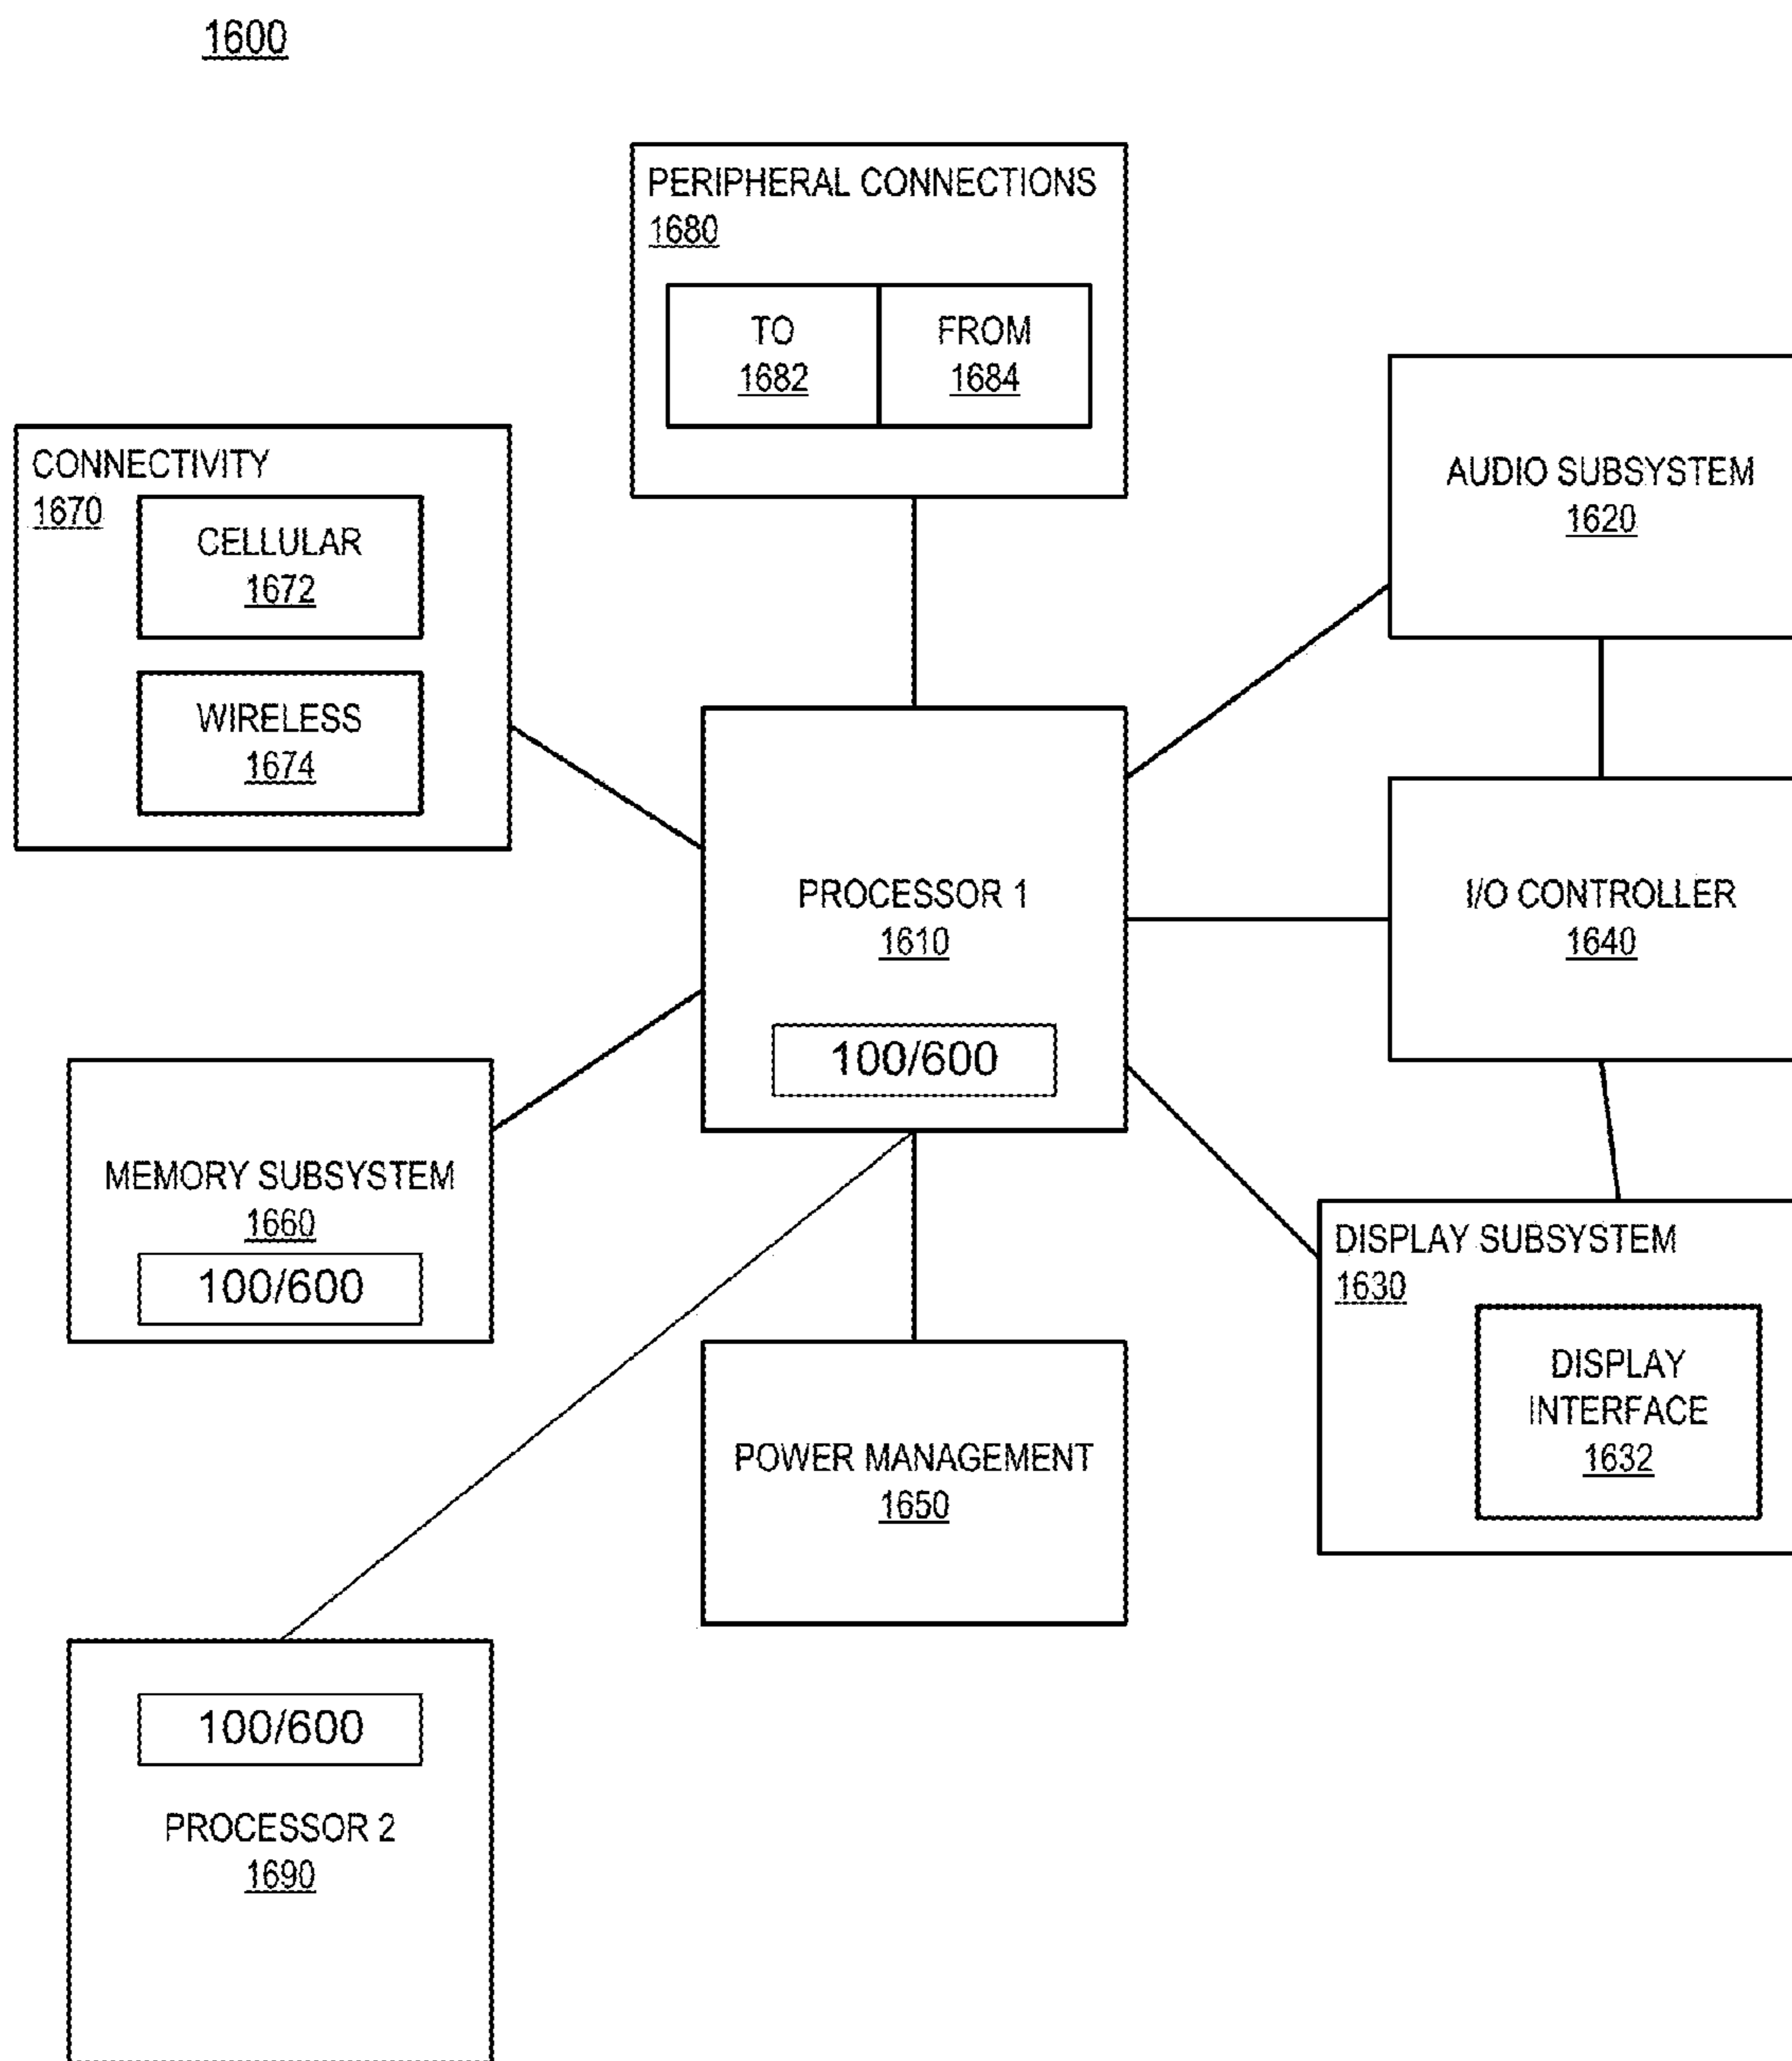 1600
PERIPHERAL CONNECTIONS
1680
TO
1682
FROM
1684
AUDIO SUBSYSTEM
1620
CONNECTIVITY
1670
CELLULAR
1672
WIRELESS
1674
PROCESSOR 1
1610
100/600
I/O CONTROLLER
1640
MEMORY SUBSYSTEM
1660
100/600
DISPLAY SUBSYSTEM
1630
DISPLAY
INTERFACE
1632
POWER MANAGEMENT
1650
100/600
PROCESSOR 2
1690